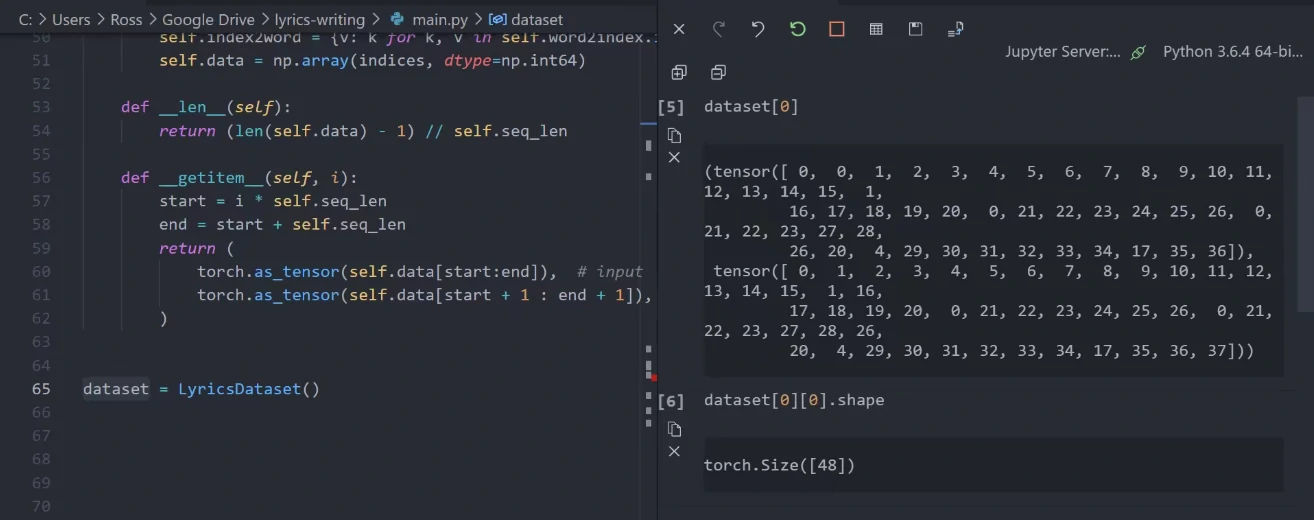 C: > Users > Ross > Google Drive > lyrics-writing > main.py > dataset
50 self.index2word = {v: k for k, v in self.word2index.
51 self.data = np.array(indices, dtype=np.int64)
52
53 def __len__(self):
54 return (len(self.data) - 1) // self.seq_len
55
56 def __getitem__(self, i):
57 start = i * self.seq_len
58 end = start + self.seq_len
59 return (
60 torch.as_tensor(self.data[start:end]),  # input
61 torch.as_tensor(self.data[start + 1 : end + 1]),
62 )
63
64
65 dataset = LyricsDataset()
66
67
68
69
70
Jupyter Server:... Python 3.6.4 64-bi...
[5] dataset[0]
(tensor([ 0,  0,  1,  2,  3,  4,  5,  6,  7,  8,  9, 10, 11,
12, 13, 14, 15,  1,
16, 17, 18, 19, 20,  0, 21, 22, 23, 24, 25, 26,  0,
21, 22, 23, 27, 28,
26, 20,  4, 29, 30, 31, 32, 33, 34, 17, 35, 36]),
tensor([ 0,  1,  2,  3,  4,  5,  6,  7,  8,  9, 10, 11, 12,
13, 14, 15,  1, 16,
17, 18, 19, 20,  0, 21, 22, 23, 24, 25, 26,  0, 21,
22, 23, 27, 28, 26,
20,  4, 29, 30, 31, 32, 33, 34, 17, 35, 36, 37]))
[6] dataset[0][0].shape
torch.Size([48])